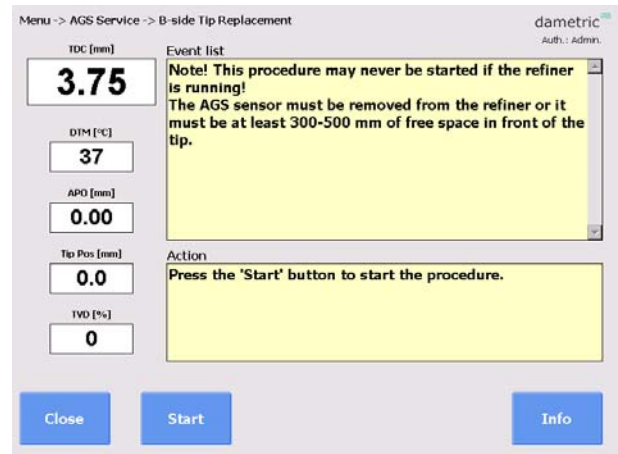 Menu -> AGS Service -> B-side Tip Replacement
dametric
Auth.: Admin.
TDC [mm]
3.75
DTM [°C]
37
APO [mm]
0.00
Tip Pos [mm]
0.0
TVD [%]
0
Event list
Note! This procedure may never be started if the refiner
is running!
The AGS sensor must be removed from the refiner or it
must be at least 300-500 mm of free space in front of the
tip.
Action
Press the 'Start' button to start the procedure.
Close
Start
Info